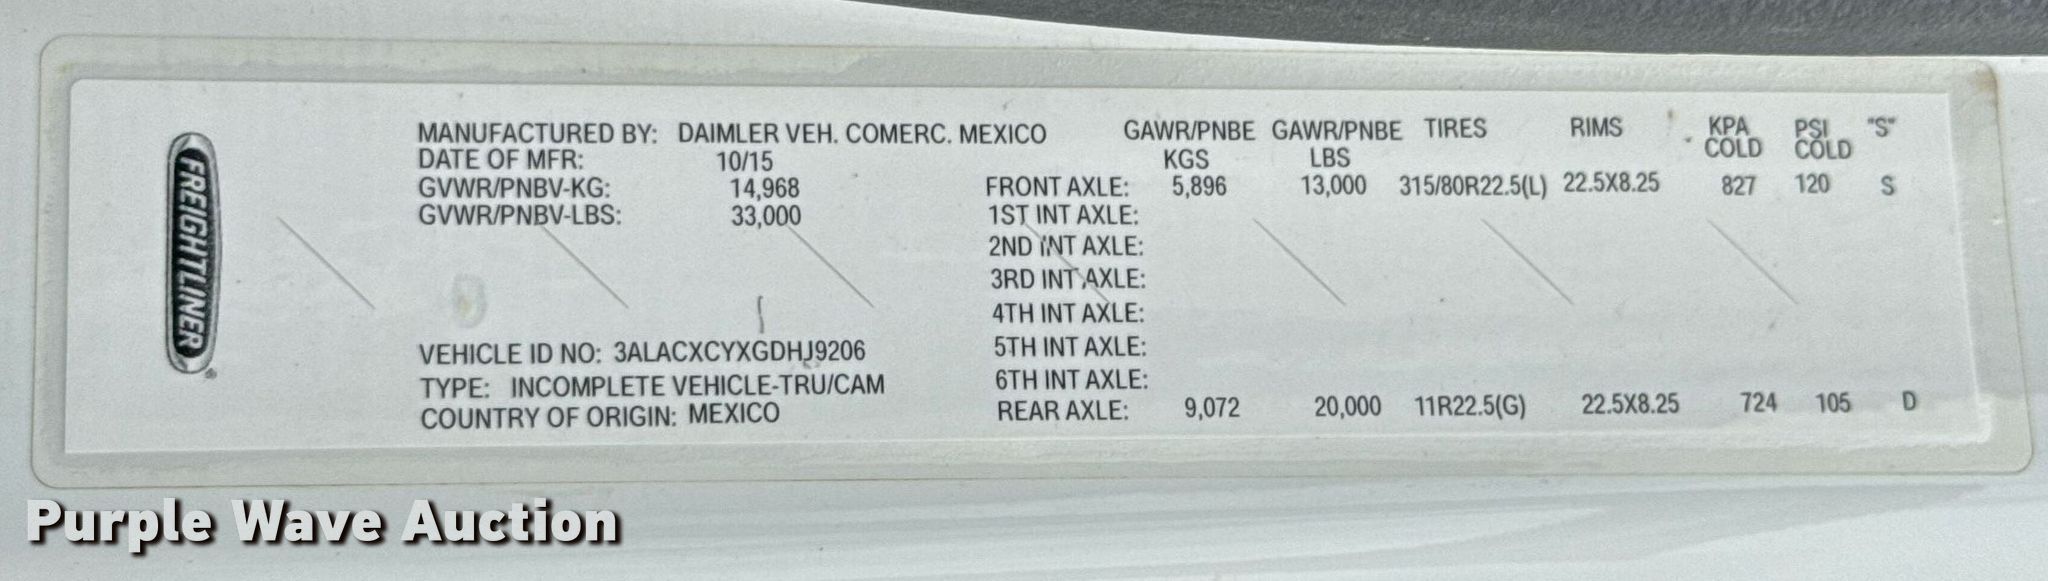 FREIGHTLINER
®
MANUFACTURED BY: DAIMLER VEH. COMERC. MEXICO
DATE OF MFR: 10/15
GVWR/PNBV-KG: 14,968
GVWR/PNBV-LBS: 33,000
VEHICLE ID NO: 3ALACXCYXGDHJ9206
TYPE: INCOMPLETE VEHICLE-TRU/CAM
COUNTRY OF ORIGIN: MEXICO
GAWR/PNBE GAWR/PNBE TIRES RIMS KPA PSI "S"
KGS LBS COLD COLD
FRONT AXLE: 5,896 13,000 315/80R22.5(L) 22.5X8.25 827 120 S
1ST INT AXLE:
2ND INT AXLE:
3RD INT AXLE:
4TH INT AXLE:
5TH INT AXLE:
6TH INT AXLE:
REAR AXLE: 9,072 20,000 11R22.5(G) 22.5X8.25 724 105 D
Purple Wave Auction